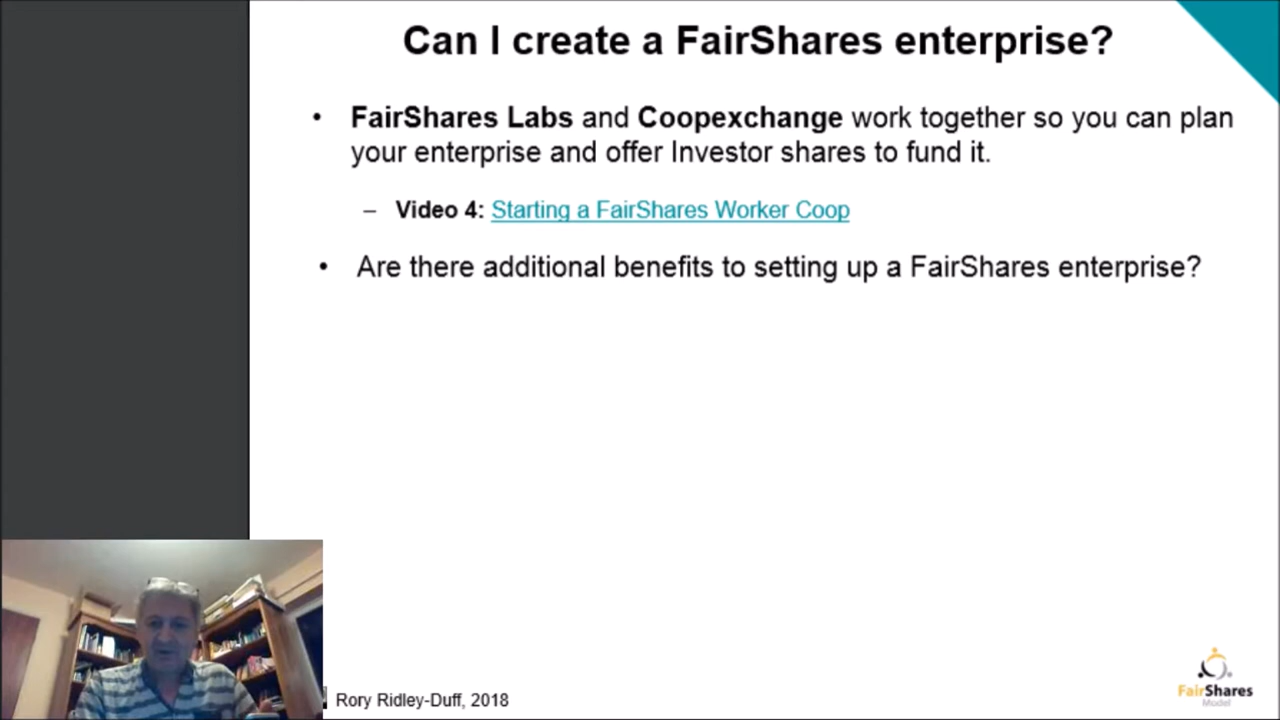 Can I create a FairShares enterprise?
• FairShares Labs and Coopexchange work together so you can plan
your enterprise and offer Investor shares to fund it.
– Video 4: Starting a FairShares Worker Coop
• Are there additional benefits to setting up a FairShares enterprise?
Rory Ridley-Duff, 2018
FairShares
Model